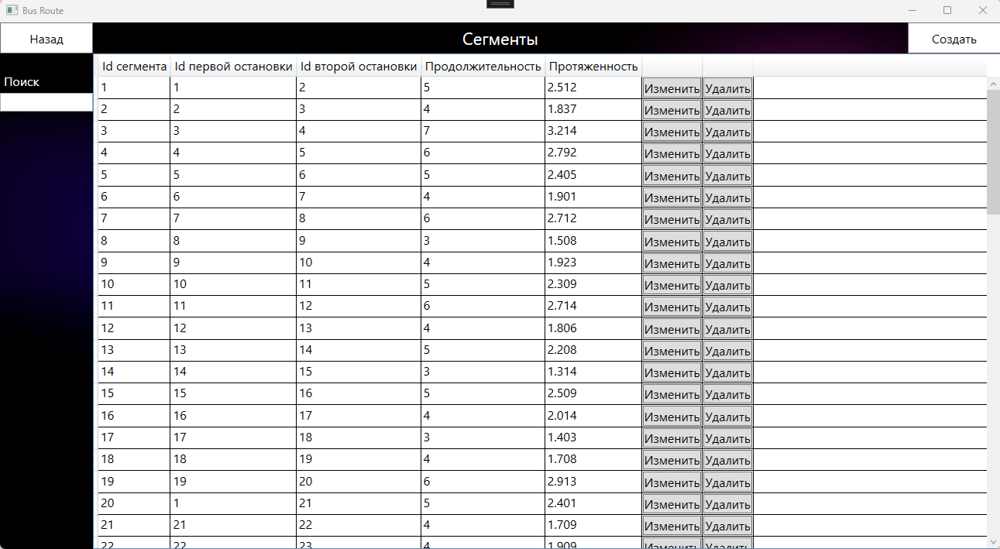 Bus Route
Назад Сегменты Создать
Поиск
Id сегмента Id первой остановки Id второй остановки Продолжительность Протяженность
1 1 2 5 2.512 Изменить Удалить
2 2 3 4 1.837 Изменить Удалить
3 3 4 7 3.214 Изменить Удалить
4 4 5 6 2.792 Изменить Удалить
5 5 6 5 2.405 Изменить Удалить
6 6 7 4 1.901 Изменить Удалить
7 7 8 6 2.712 Изменить Удалить
8 8 9 3 1.508 Изменить Удалить
9 9 10 4 1.923 Изменить Удалить
10 10 11 5 2.309 Изменить Удалить
11 11 12 6 2.714 Изменить Удалить
12 12 13 4 1.806 Изменить Удалить
13 13 14 5 2.208 Изменить Удалить
14 14 15 3 1.314 Изменить Удалить
15 15 16 5 2.509 Изменить Удалить
16 16 17 4 2.014 Изменить Удалить
17 17 18 3 1.403 Изменить Удалить
18 18 19 4 1.708 Изменить Удалить
19 19 20 6 2.913 Изменить Удалить
20 1 21 5 2.401 Изменить Удалить
21 21 22 4 1.709 Изменить Удалить
22 22 23 4 1.909 Изменить Удалить